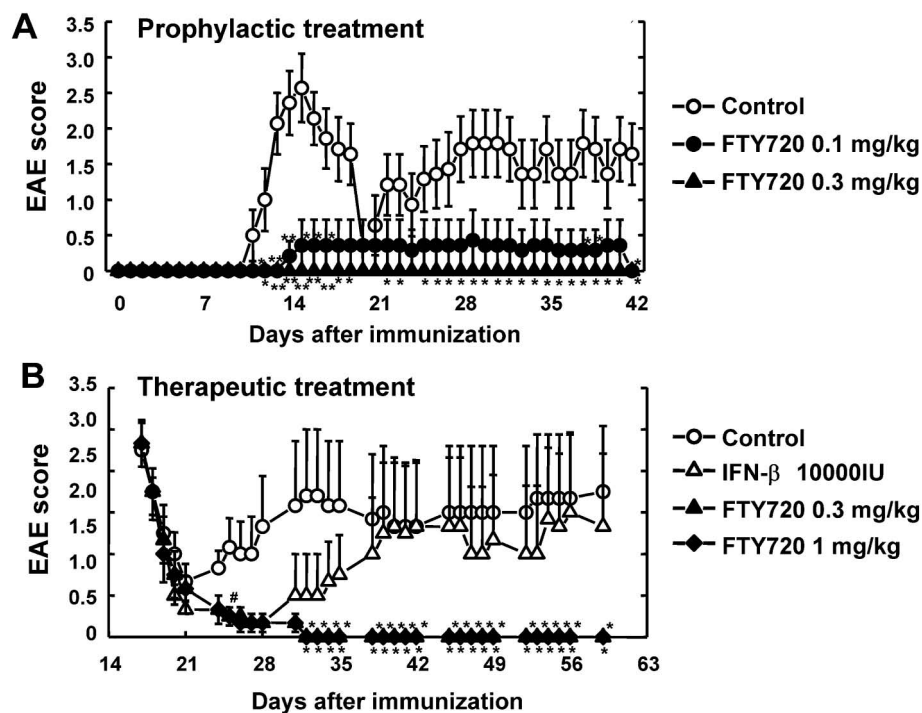 A
Prophylactic treatment
EAE score
3.5
3.0
2.5
2.0
1.5
1.0
0.5
0
0 7 14 21 28 35 42
Days after immunization
Control
FTY720 0.1 mg/kg
FTY720 0.3 mg/kg
B
Therapeutic treatment
EAE score
3.5
3.0
2.5
1.5
1.0
0.5
0
#
14 21 28 35 42 49 56 63
Days after immunization
Control
IFN-β 10000IU
FTY720 0.3 mg/kg
FTY720 1 mg/kg